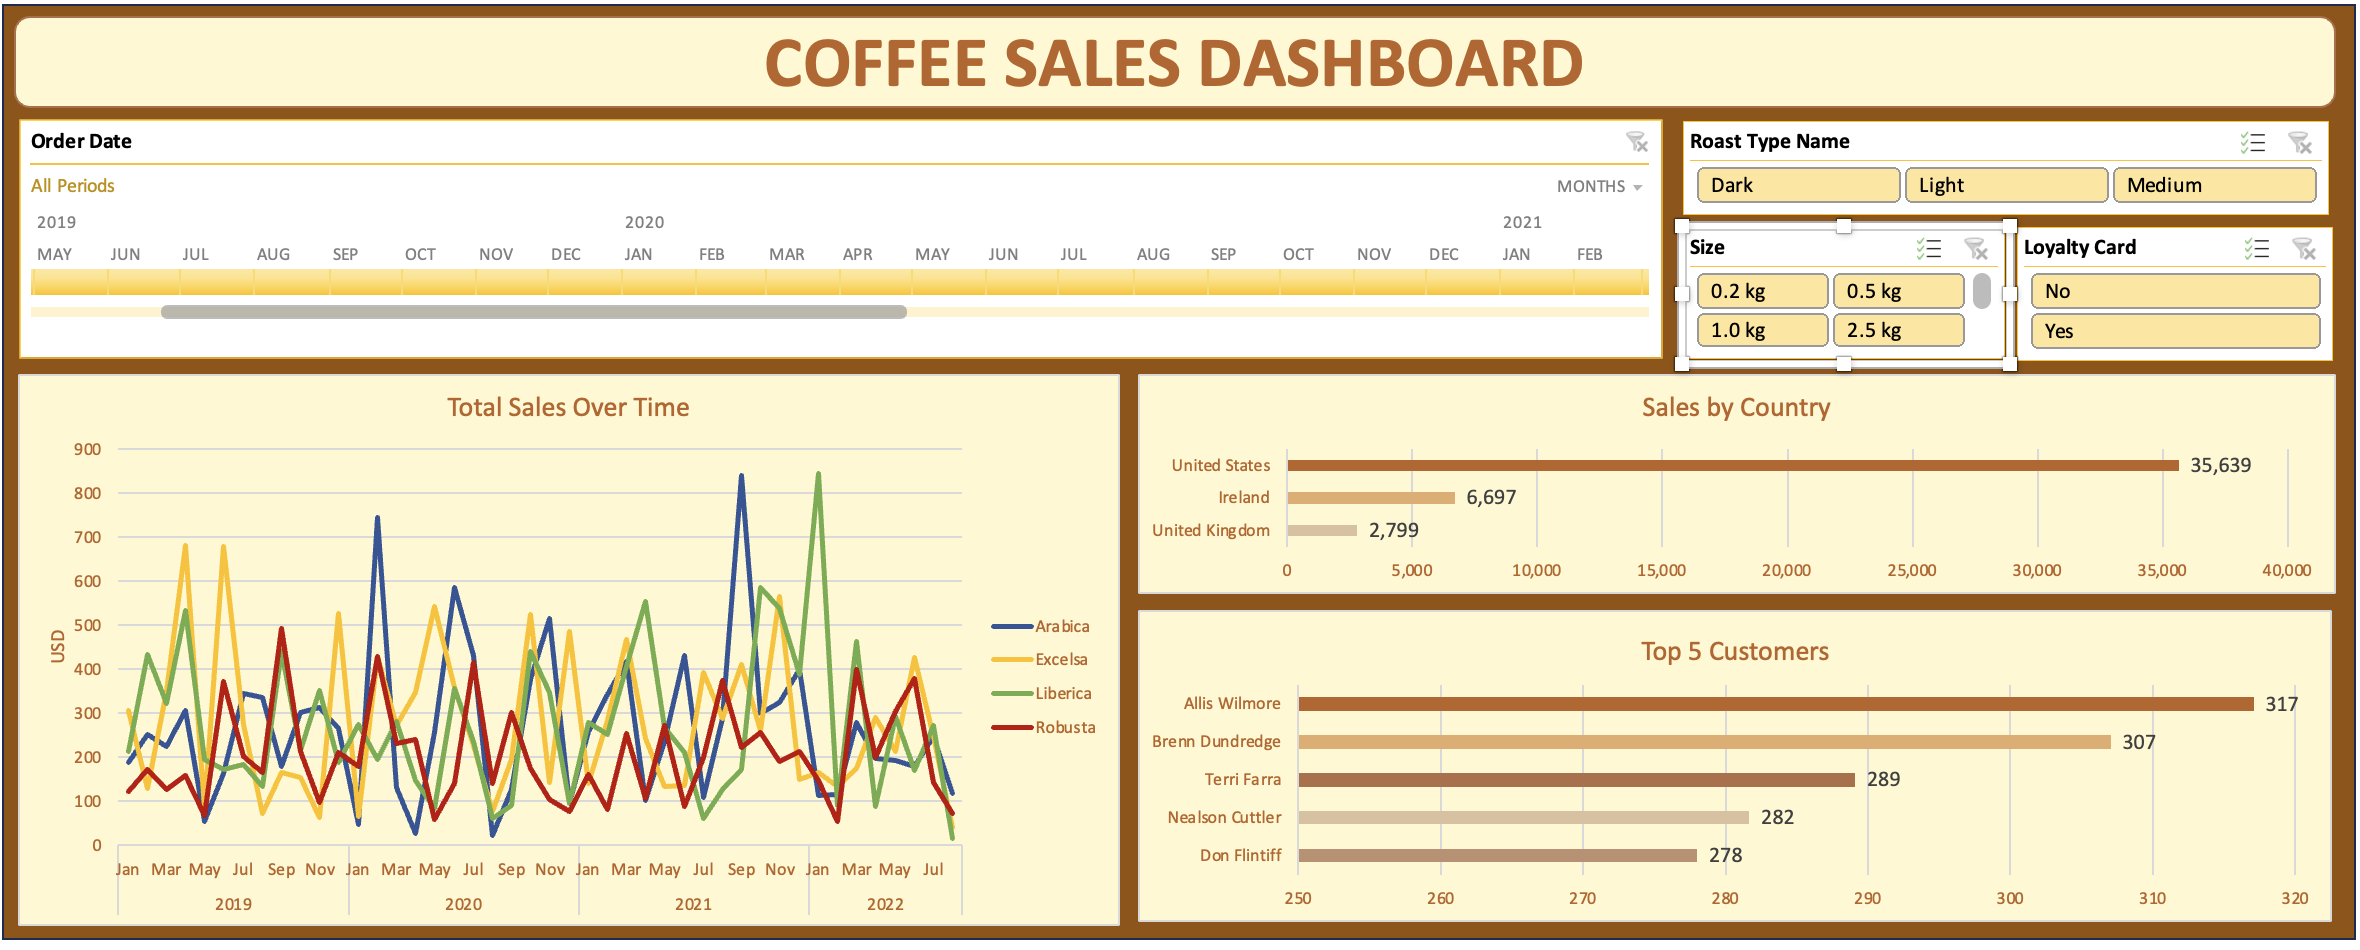 COFFEE SALES DASHBOARD
Order Date
All Periods
MONTHS
2019 2020 2021
MAY JUN JUL AUG SEP OCT NOV DEC JAN FEB MAR APR MAY JUN JUL AUG SEP OCT NOV DEC JAN FEB
Roast Type Name
Dark Light Medium
Size
0.2 kg 0.5 kg
1.0 kg 2.5 kg
Loyalty Card
No
Yes
Total Sales Over Time
900
800
700
600
500
400
300
200
100
0
USD
Jan Mar May Jul Sep Nov Jan Mar May Jul Sep Nov Jan Mar May Jul Sep Nov Jan Mar May Jul
2019 2020 2021 2022
Arabica
Excelsa
Liberica
Robusta
Sales by Country
United States 35,639
Ireland 6,697
United Kingdom 2,799
0 5,000 10,000 15,000 20,000 25,000 30,000 35,000 40,000
Top 5 Customers
Allis Wilmore 317
Brenn Dundredge 307
Terri Farra 289
Nealson Cuttler 282
Don Flintiff 278
250 260 270 280 290 300 310 320